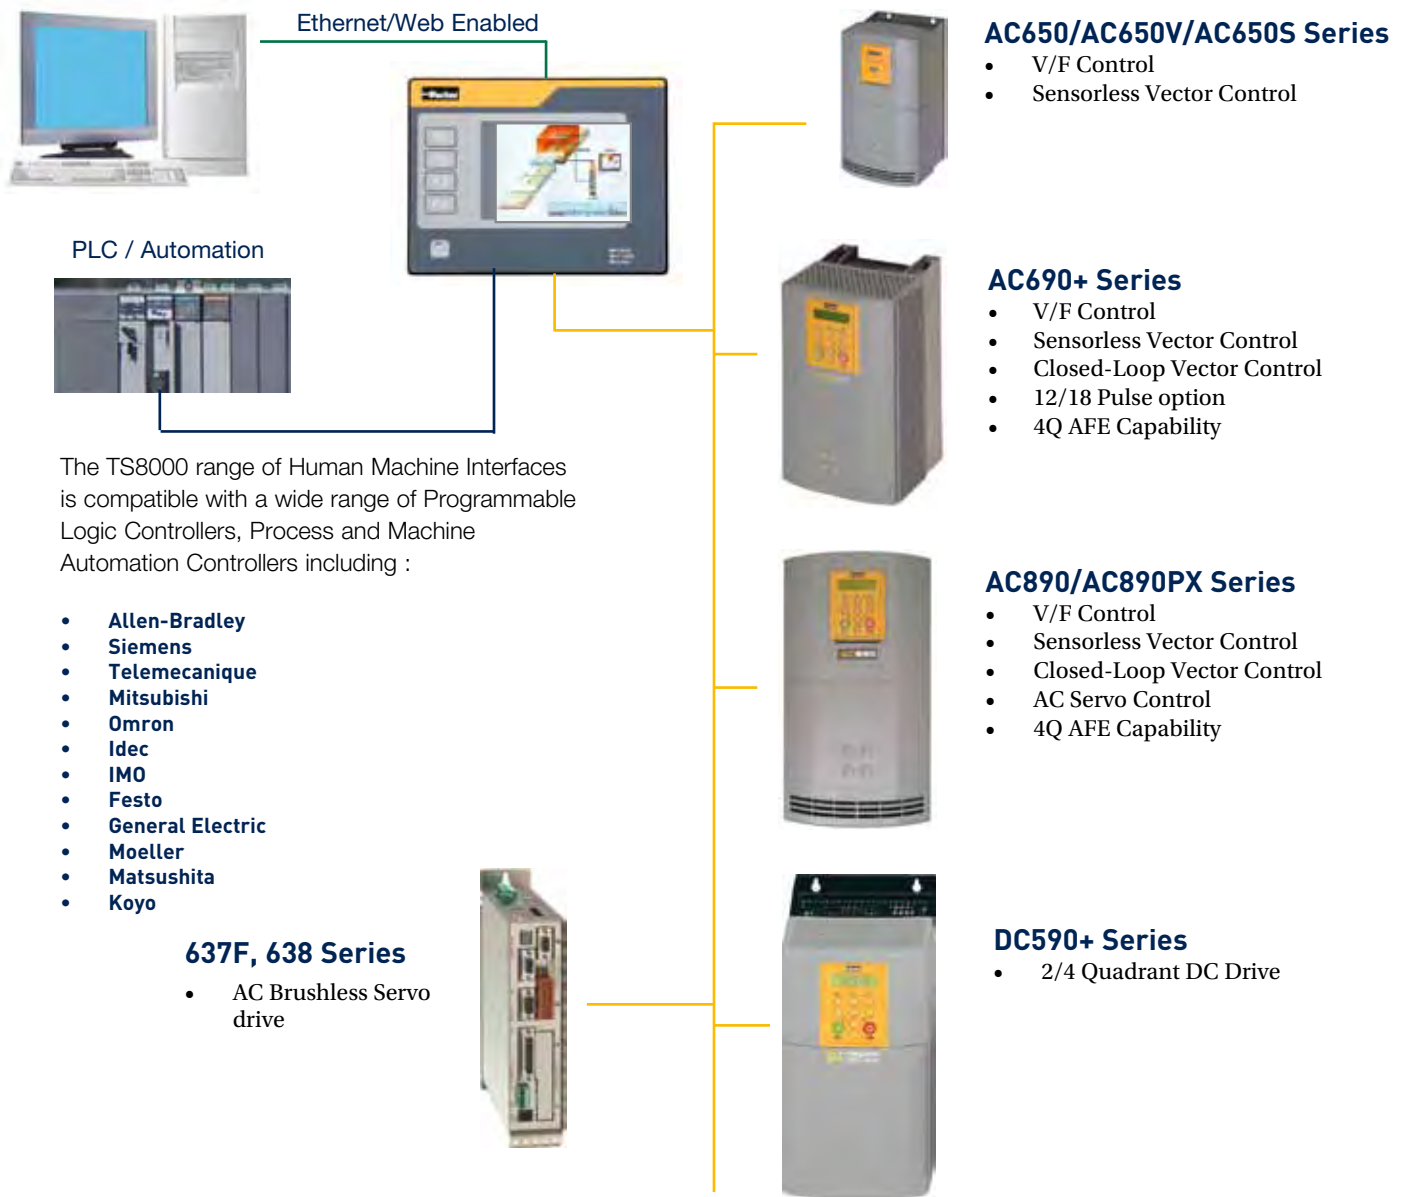 Ethernet/Web Enabled
Parker
PLC / Automation
The TS8000 range of Human Machine Interfaces
is compatible with a wide range of Programmable
Logic Controllers, Process and Machine
Automation Controllers including :
• Allen-Bradley
• Siemens
• Telemecanique
• Mitsubishi
• Omron
• Idec
• IMO
• Festo
• General Electric
• Moeller
• Matsushita
• Koyo
637F, 638 Series
• AC Brushless Servo
drive
AC650/AC650V/AC650S Series
• V/F Control
• Sensorless Vector Control
AC690+ Series
• V/F Control
• Sensorless Vector Control
• Closed-Loop Vector Control
• 12/18 Pulse option
• 4Q AFE Capability
AC890/AC890PX Series
• V/F Control
• Sensorless Vector Control
• Closed-Loop Vector Control
• AC Servo Control
• 4Q AFE Capability
DC590+ Series
• 2/4 Quadrant DC Drive